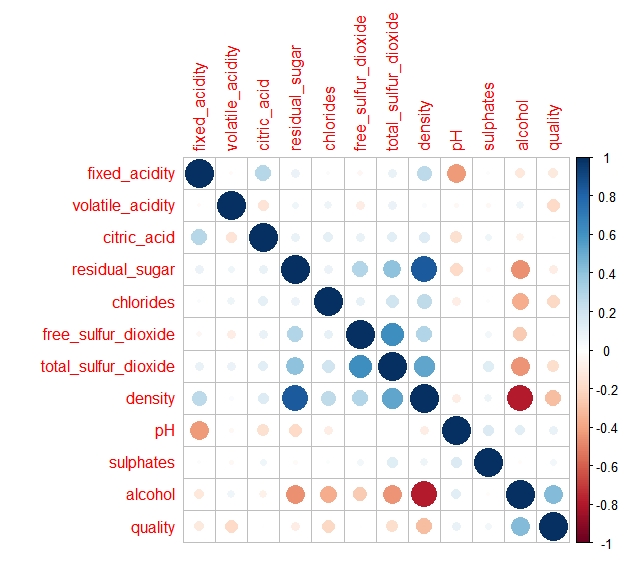 fixed_acidity
volatile_acidity
citric_acid
residual_sugar
chlorides
free_sulfur_dioxide
total_sulfur_dioxide
density
pH
sulphates
alcohol
quality
fixed_acidity
volatile_acidity
citric_acid
residual_sugar
chlorides
free_sulfur_dioxide
total_sulfur_dioxide
density
pH
sulphates
alcohol
quality
1
0.8
0.6
0.4
0.2
0
-0.2
-0.4
-0.6
-0.8
-1